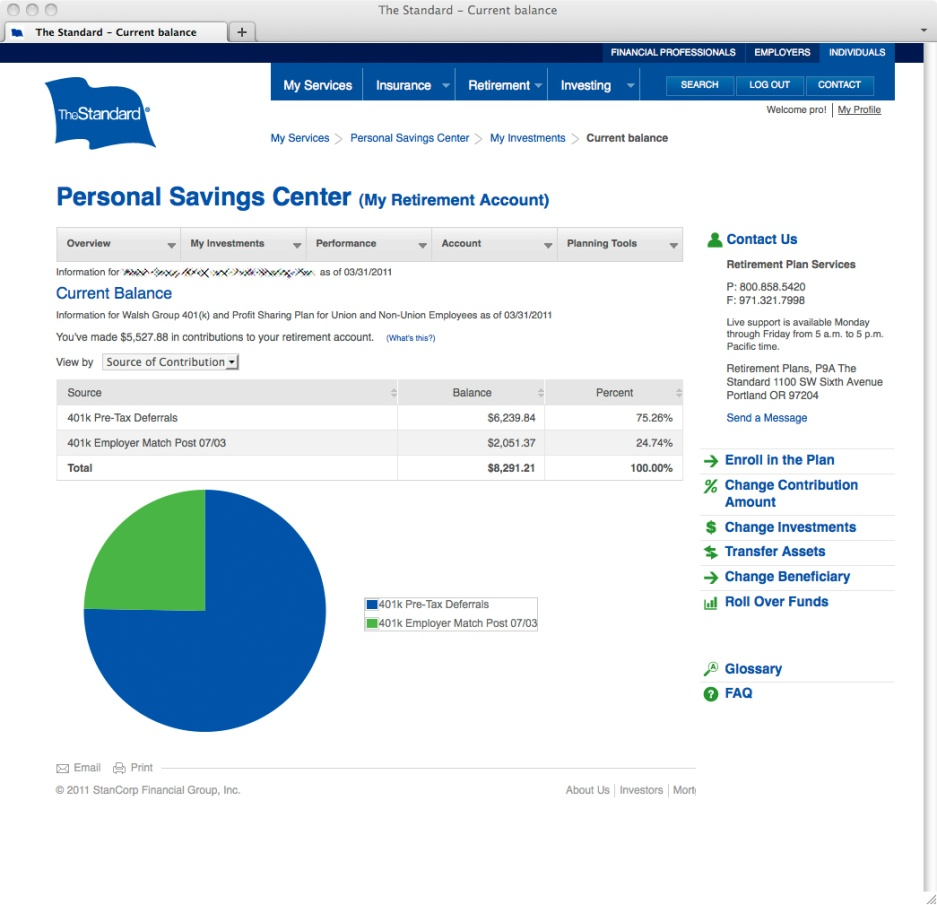 The Standard – Current balance
The Standard – Current balance
+
FINANCIAL PROFESSIONALS EMPLOYERS INDIVIDUALS
My Services Insurance Retirement Investing SEARCH LOG OUT CONTACT
TheStandard®
Welcome pro! My Profile
My Services Personal Savings Center My Investments Current balance
Personal Savings Center (My Retirement Account)
Overview My Investments Performance Account Planning Tools
Information for as of 03/31/2011
Current Balance
Information for Walsh Group 401(k) and Profit Sharing Plan for Union and Non-Union Employees as of 03/31/2011
You've made $5,527.88 in contributions to your retirement account. (What's this?)
View by Source of Contribution
Source Balance Percent
401k Pre-Tax Deferrals $6,239.84 75.26%
401k Employer Match Post 07/03 $2,051.37 24.74%
Total $8,291.21 100.00%
401k Pre-Tax Deferrals
401k Employer Match Post 07/03
Contact Us
Retirement Plan Services
P: 800.858.5420
F: 971.321.7998
Live support is available Monday
through Friday from 5 a.m. to 5 p.m.
Pacific time.
Retirement Plans, P9A The
Standard 1100 SW Sixth Avenue
Portland OR 97204
Send a Message
Enroll in the Plan
% Change Contribution
Amount
$ Change Investments
Transfer Assets
Change Beneficiary
Roll Over Funds
Glossary
? FAQ
Email Print
© 2011 StanCorp Financial Group, Inc. About Us Investors